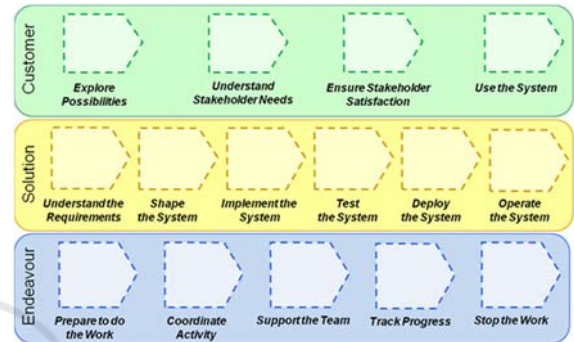 Customer
Explore
Possibilities
Understand
Stakeholder Needs
Ensure Stakeholder
Satisfaction
Use the System
Solution
Understand the
Requirements
Shape
the System
Implement the
System
Test
the System
Deploy
the System
Operate
the System
Endeavour
Prepare to do
the Work
Coordinate
Activity
Support the Team
Track Progress
Stop the Work